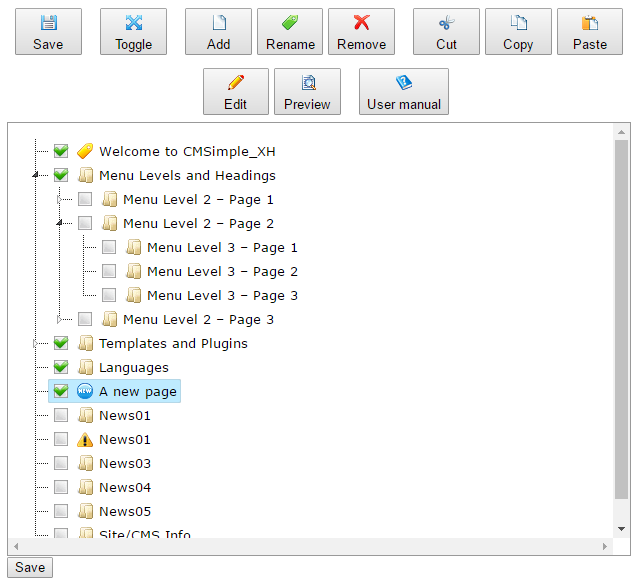 Save Toggle Add Rename Remove Cut Copy Paste
Edit Preview User manual
Welcome to CMSimple_XH
Menu Levels and Headings
Menu Level 2 – Page 1
Menu Level 2 – Page 2
Menu Level 3 – Page 1
Menu Level 3 – Page 2
Menu Level 3 – Page 3
Menu Level 2 – Page 3
Templates and Plugins
Languages
NEW A new page
News01
News01
News03
News04
News05
Site/CMS Info
Save